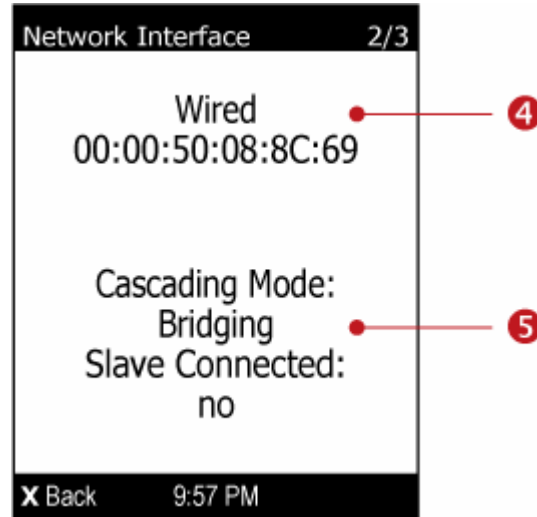 Network Interface 2/3
Wired
00:00:50:08:8C:69
4
Cascading Mode:
Bridging
5
Slave Connected:
no
X Back 9:57 PM